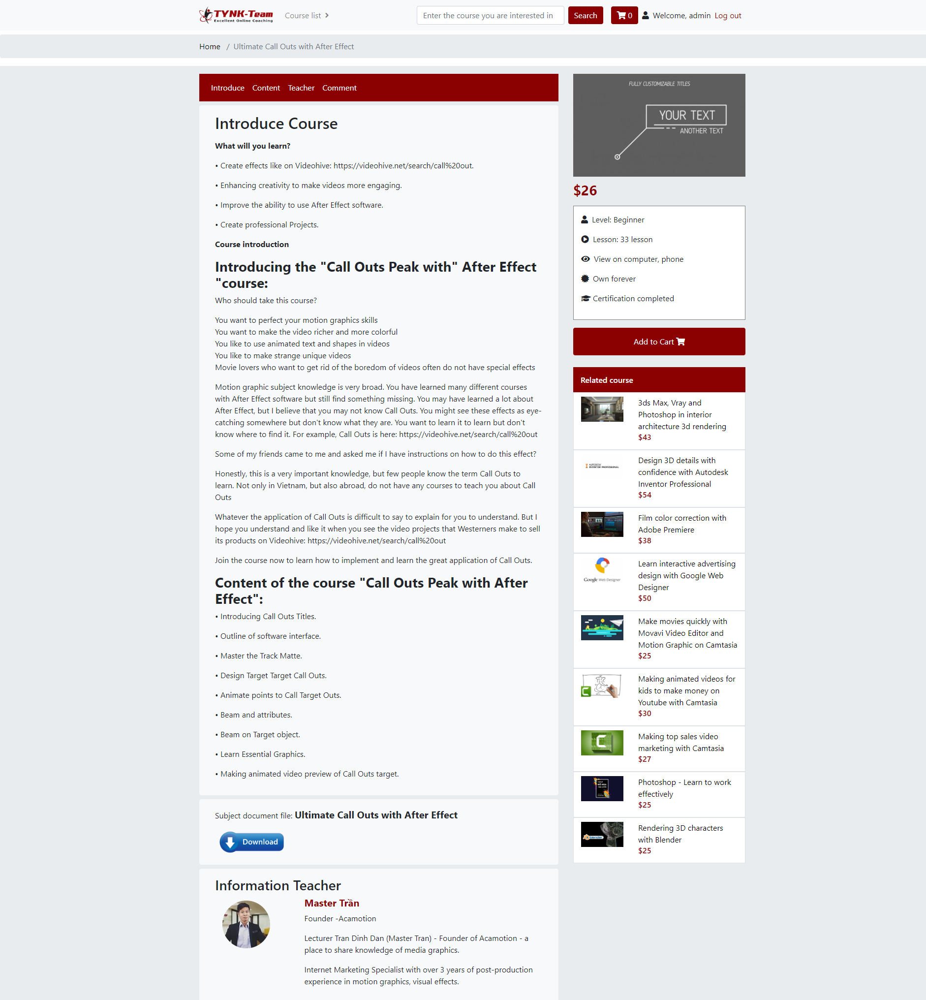 TYNK-Team
Excellent Online Coaching
Course list
Enter the course you are interested in
Search
0
Welcome, admin
Log out
Home / Ultimate Call Outs with After Effect
Introduce Content Teacher Comment
Introduce Course
What will you learn?
• Create effects like on Videohive: https://videohive.net/search/call%20out.
• Enhancing creativity to make videos more engaging.
• Improve the ability to use After Effect software.
• Create professional Projects.
Course introduction
Introducing the "Call Outs Peak with" After Effect
"course:
Who should take this course?
You want to perfect your motion graphics skills
You want to make the video richer and more colorful
You like to use animated text and shapes in videos
You like to make strange unique videos
Movie lovers who want to get rid of the boredom of videos often do not have special effects
Motion graphic subject knowledge is very broad. You have learned many different courses
with After Effect software but still find something missing. You may have learned a lot about
After Effect, but I believe that you may not know Call Outs. You might see these effects as eye-
catching somewhere but don't know what they are. You want to learn it to learn but don't
know where to find it. For example, Call Outs is here: https://videohive.net/search/call%20out
Some of my friends came to me and asked me if I have instructions on how to do this effect?
Honestly, this is a very important knowledge, but few people know the term Call Outs to
learn. Not only in Vietnam, but also abroad, do not have any courses to teach you about Call
Outs
Whatever the application of Call Outs is difficult to say to explain for you to understand. But I
hope you understand and like it when you see the video projects that Westerners make to sell
its products on Videohive: https://videohive.net/search/call%20out
Join the course now to learn how to implement and learn the great application of Call Outs.
Content of the course "Call Outs Peak with After
Effect":
• Introducing Call Outs Titles.
• Outline of software interface.
• Master the Track Matte.
• Design Target Target Call Outs.
• Animate points to Call Target Outs.
• Beam and attributes.
• Beam on Target object.
• Learn Essential Graphics.
• Making animated video preview of Call Outs target.
Subject document file: Ultimate Call Outs with After Effect
Download
Information Teacher
Master Trần
Founder -Acamotion
Lecturer Tran Dinh Dan (Master Tran) - Founder of Acamotion - a
place to share knowledge of media graphics.
Internet Marketing Specialist with over 3 years of post-production
experience in motion graphics, visual effects.
FULLY CUSTOMIZABLE TITLES
YOUR TEXT
ANOTHER TEXT
$26
Level: Beginner
Lesson: 33 lesson
View on computer, phone
Own forever
Certification completed
Add to Cart
Related course
3ds Max, Vray and
Photoshop in interior
architecture 3d rendering
$43
AUTODESK
INVENTOR PROFESSIONAL
Design 3D details with
confidence with Autodesk
Inventor Professional
$54
Film color correction with
Adobe Premiere
$38
Google Web Designer
Learn interactive advertising
design with Google Web
Designer
$50
Make movies quickly with
Movavi Video Editor and
Motion Graphic on Camtasia
$25
Making animated videos for
kids to make money on
Youtube with Camtasia
$30
Making top sales video
marketing with Camtasia
$27
Photoshop - Learn to work
effectively
$25
blender
Rendering 3D characters
with Blender
$25